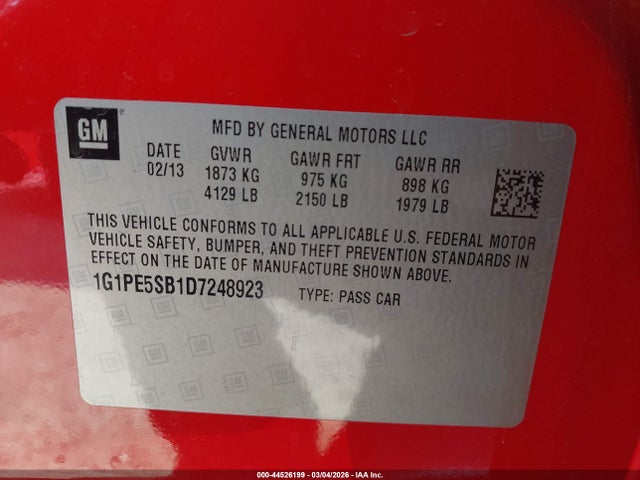 GM
MFD BY GENERAL MOTORS LLC
DATE GVWR GAWR FRT GAWR RR
02/13 1873 KG 975 KG 898 KG
4129 LB 2150 LB 1979 LB
THIS VEHICLE CONFORMS TO ALL APPLICABLE U.S. FEDERAL MOTOR
VEHICLE SAFETY, BUMPER, AND THEFT PREVENTION STANDARDS IN
EFFECT ON THE DATE OF MANUFACTURE SHOWN ABOVE.
1G1PE5SB1D7248923 TYPE: PASS CAR
000-44526199 - 03/04/2026 - IAA Inc.